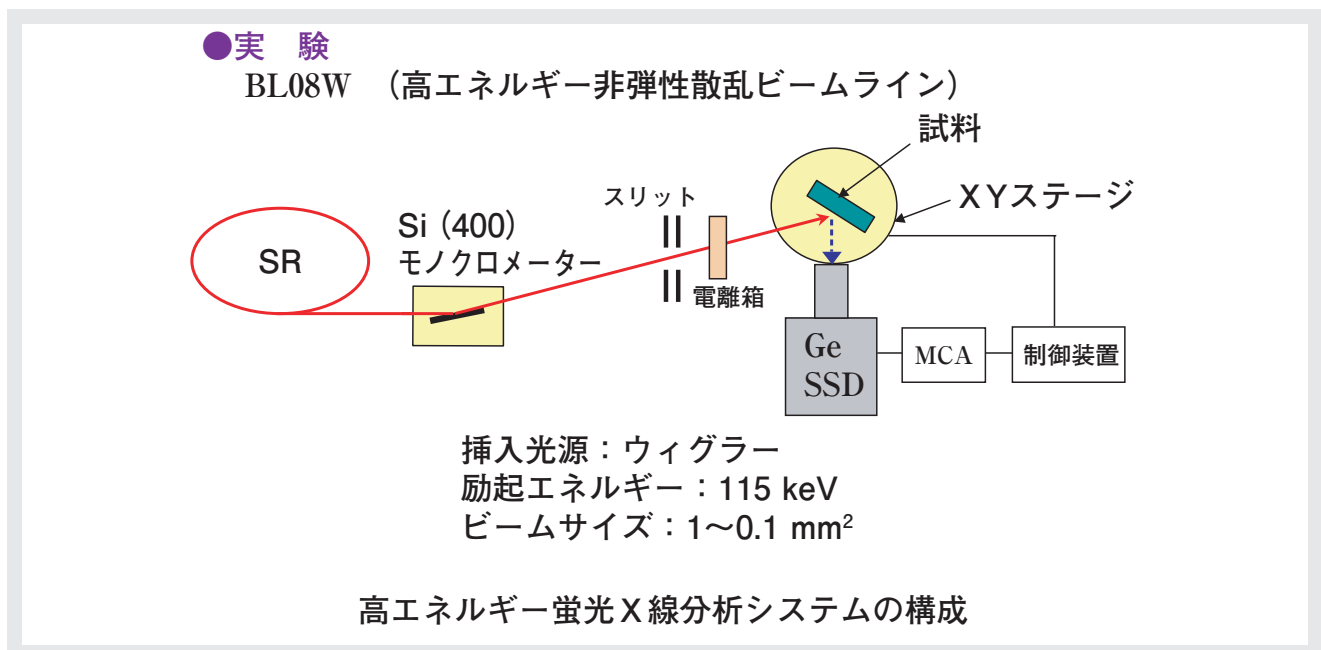 ●実 験
BL08W （高エネルギー非弾性散乱ビームライン）
試料
スリット
XYステージ
Si（400）
モノクロメーター
SR
電離箱
Ge
SSD
MCA
制御装置
挿入光源：ウィグラー
励起エネルギー：115 keV
ビームサイズ：1～0.1 mm²
高エネルギー蛍光X線分析システムの構成